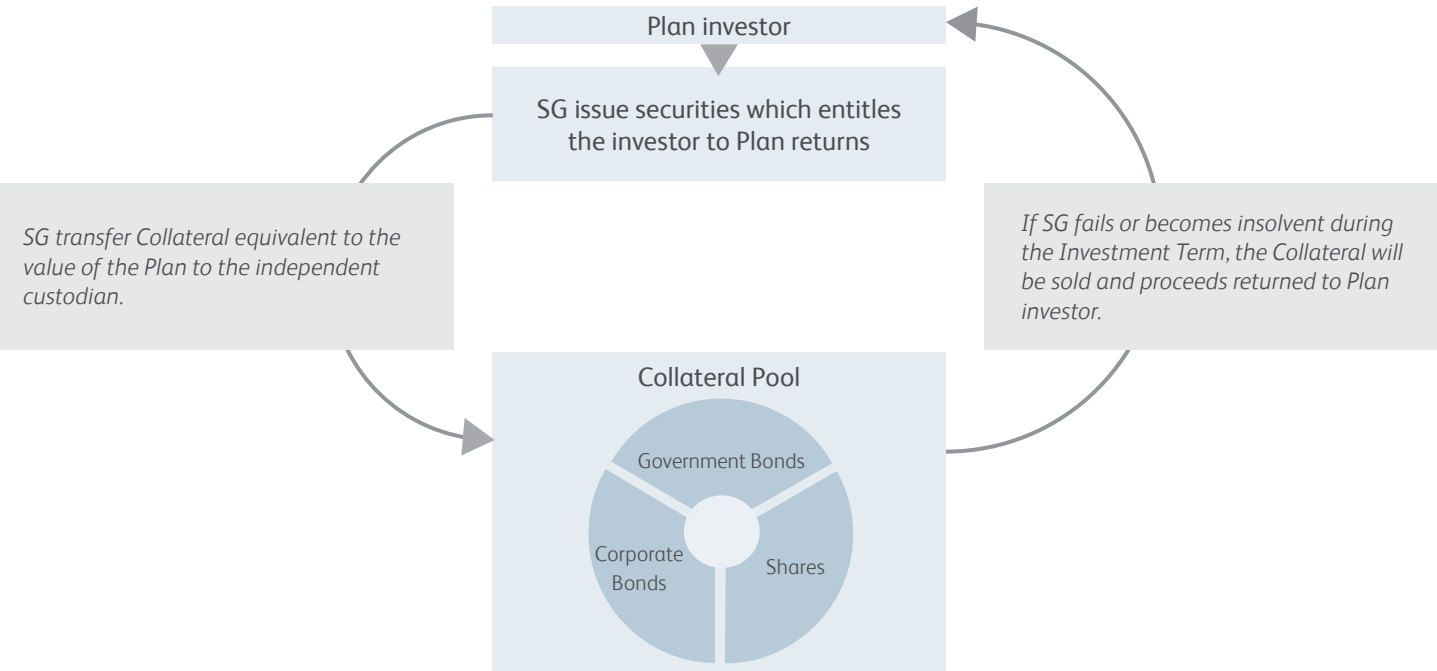 Plan investor
SG issue securities which entitles
the investor to Plan returns
SG transfer Collateral equivalent to the
value of the Plan to the independent
custodian.
If SG fails or becomes insolvent during
the Investment Term, the Collateral will
be sold and proceeds returned to Plan
investor.
Collateral Pool
Government Bonds
Corporate
Bonds
Shares